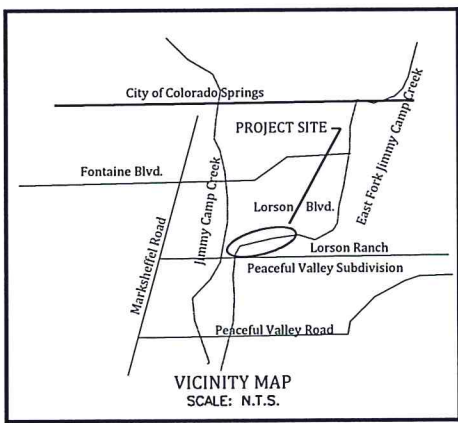 City of Colorado Springs
PROJECT SITE
East Fork Jimmy Camp Creek
Fontaine Blvd.
Jimmy Camp Creek
Lorson Blvd.
Marksheffel Road
Lorson Ranch
Peaceful Valley Subdivision
Peaceful Valley Road
VICINITY MAP
SCALE: N.T.S.